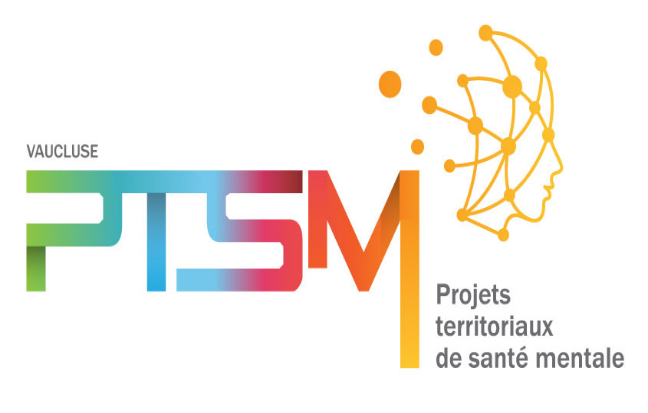 VAUCLUSE
PTSM
Projets
territoriaux
de santé mentale